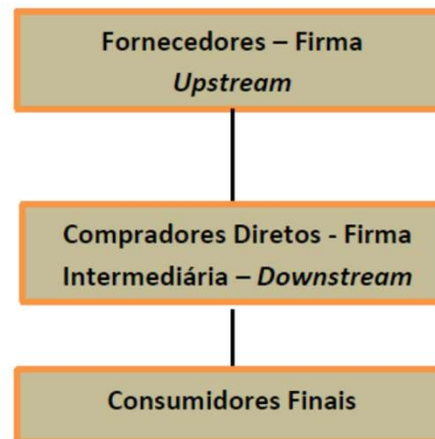 Fornecedores – Firma
Upstream
Compradores Diretos - Firma
Intermediária – Downstream
Consumidores Finais